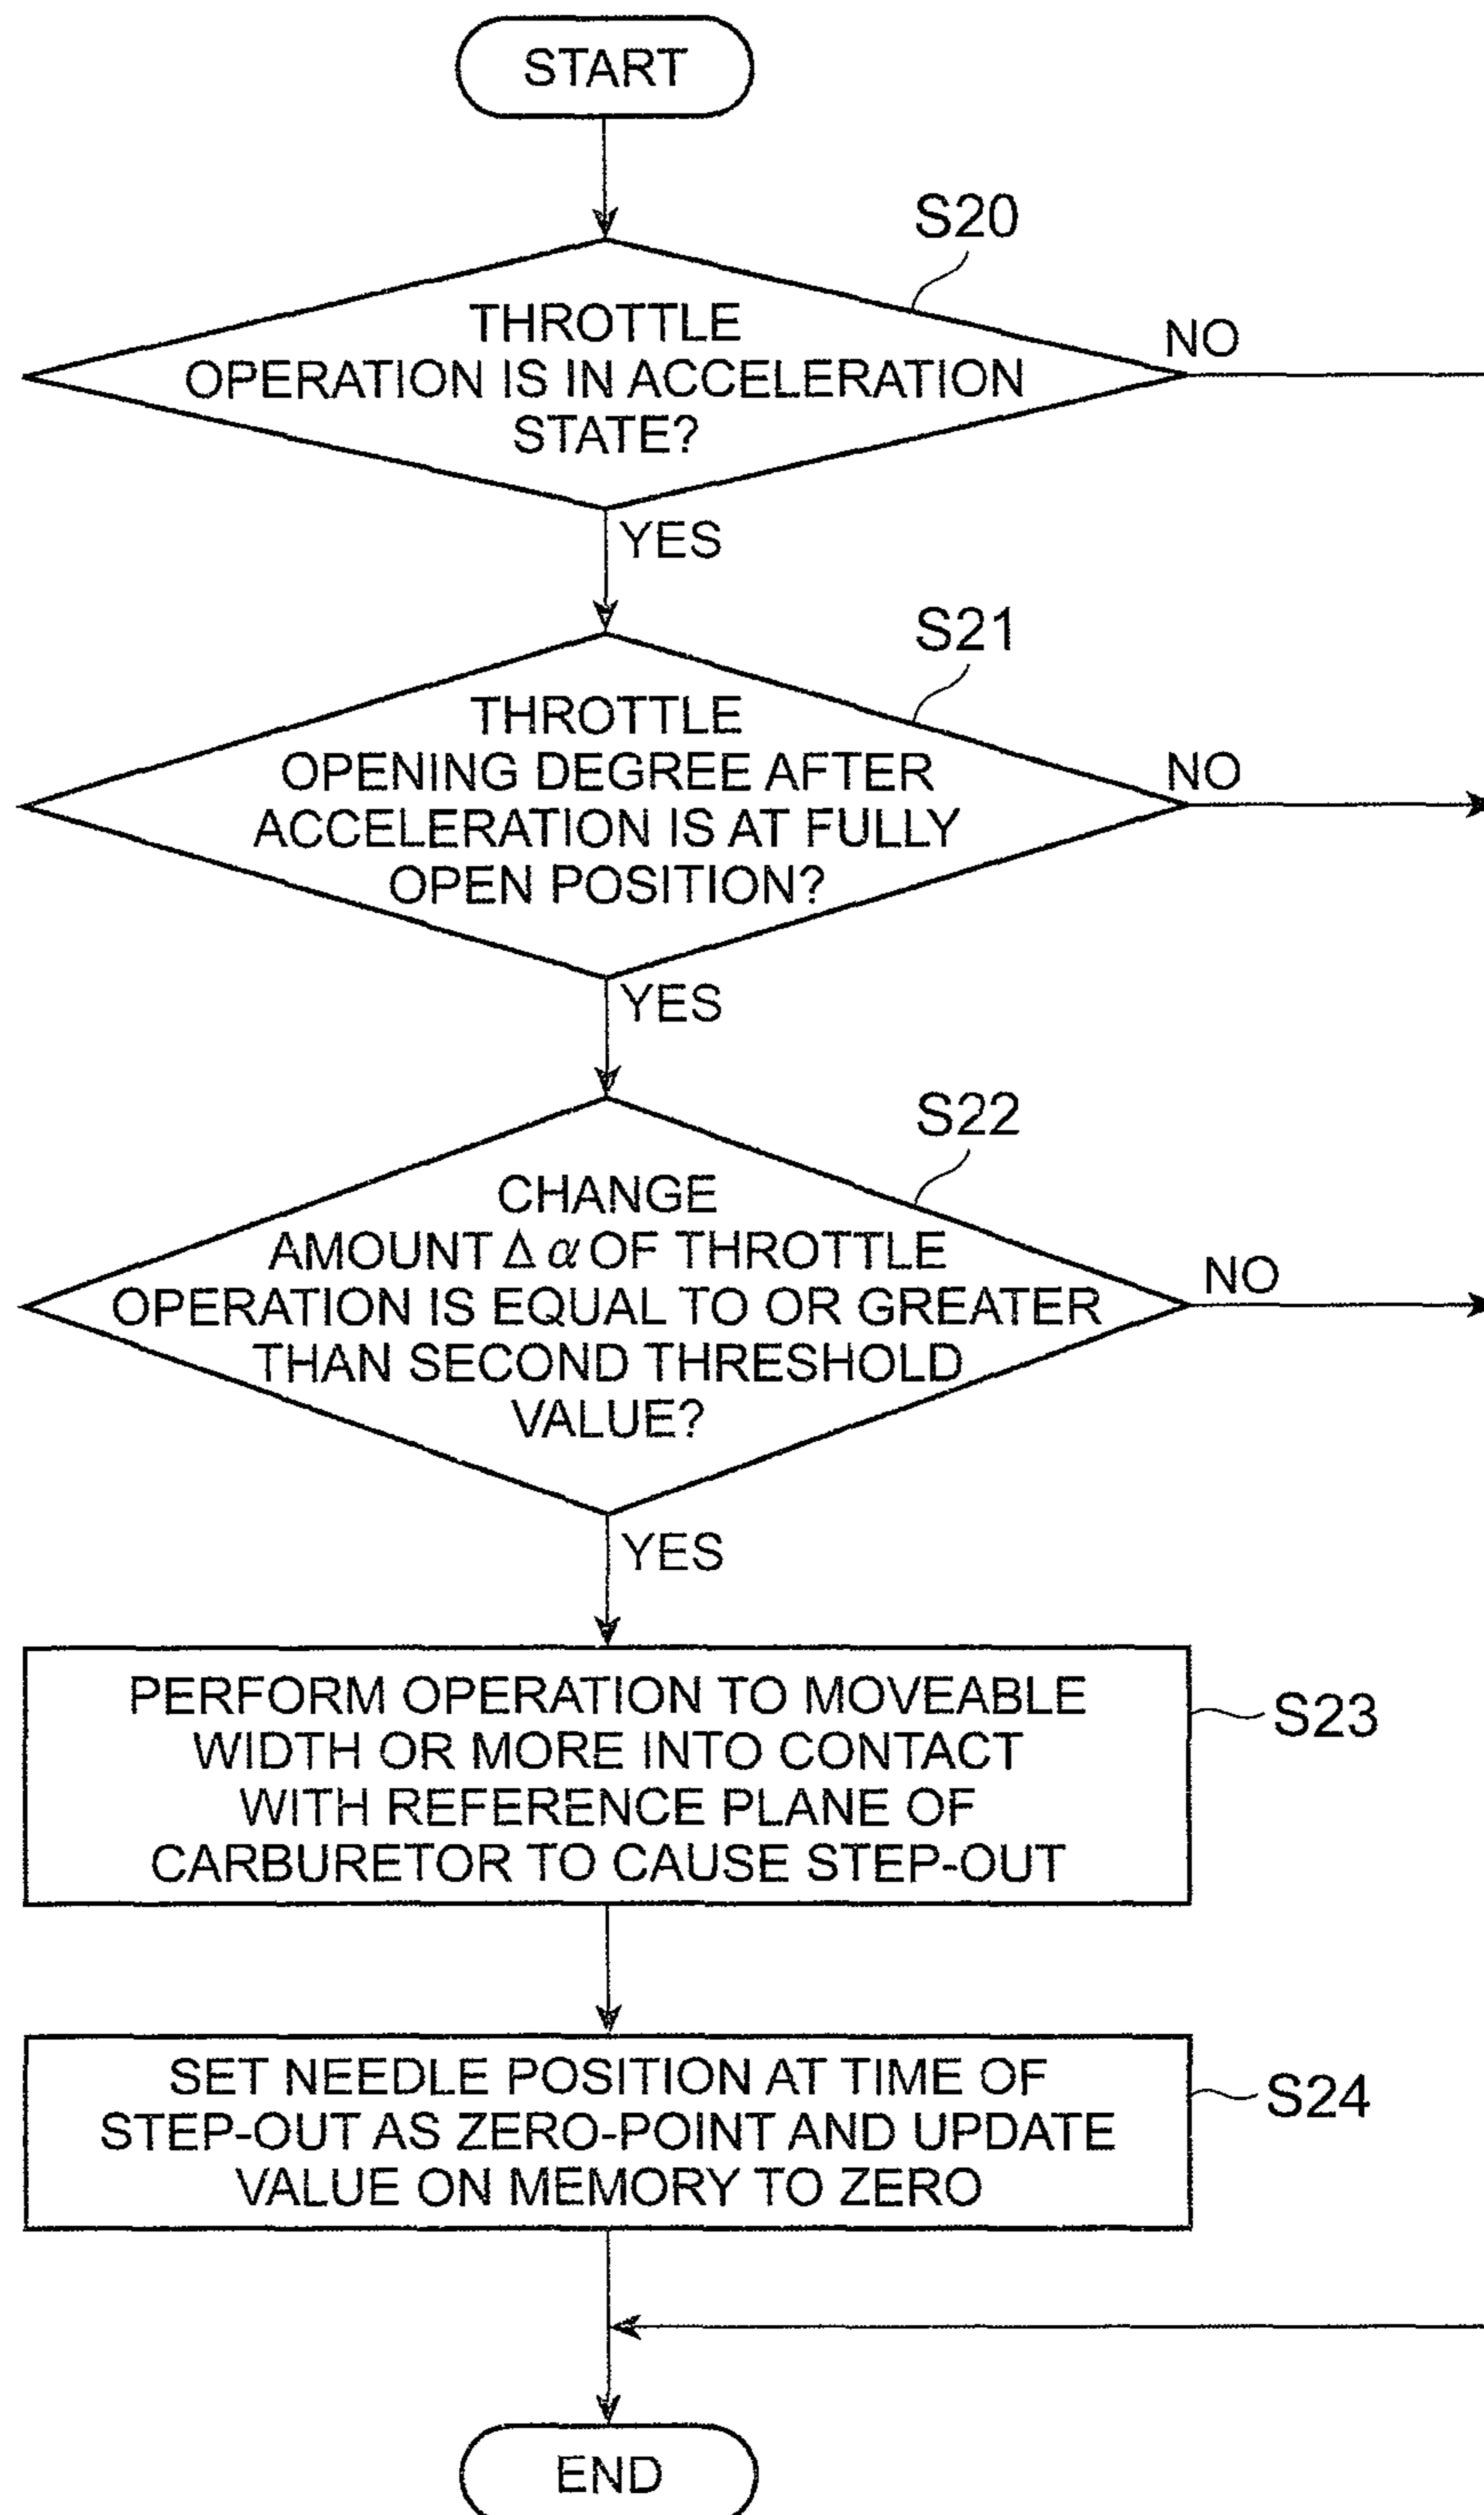 START
S20
THROTTLE
OPERATION IS IN ACCELERATION
STATE?
NO
YES
S21
THROTTLE
OPENING DEGREE AFTER
ACCELERATION IS AT FULLY
OPEN POSITION?
NO
YES
S22
CHANGE
AMOUNT Δα OF THROTTLE
OPERATION IS EQUAL TO OR GREATER
THAN SECOND THRESHOLD
VALUE?
NO
YES
PERFORM OPERATION TO MOVEABLE
WIDTH OR MORE INTO CONTACT
WITH REFERENCE PLANE OF
CARBURETOR TO CAUSE STEP-OUT
S23
SET NEEDLE POSITION AT TIME OF
STEP-OUT AS ZERO-POINT AND UPDATE
VALUE ON MEMORY TO ZERO
S24
END